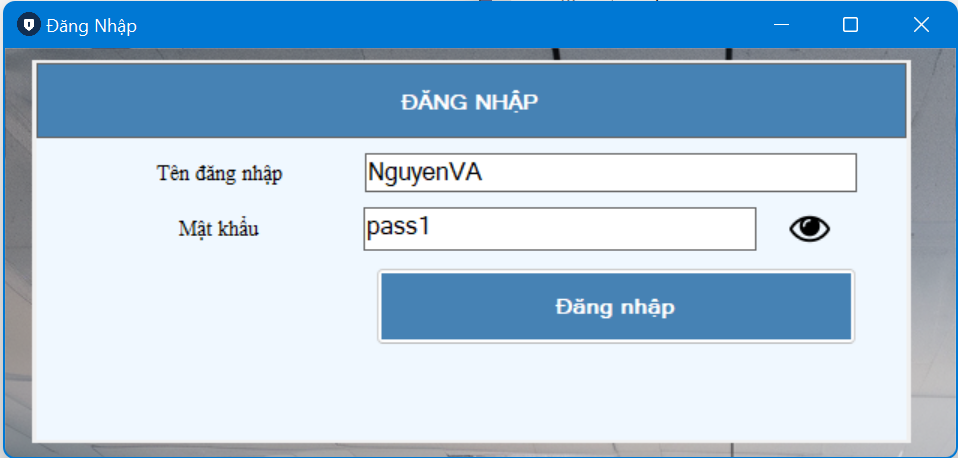 Đăng Nhập
ĐĂNG NHẬP
Tên đăng nhập NguyenVA
Mật khẩu pass1
Đăng nhập